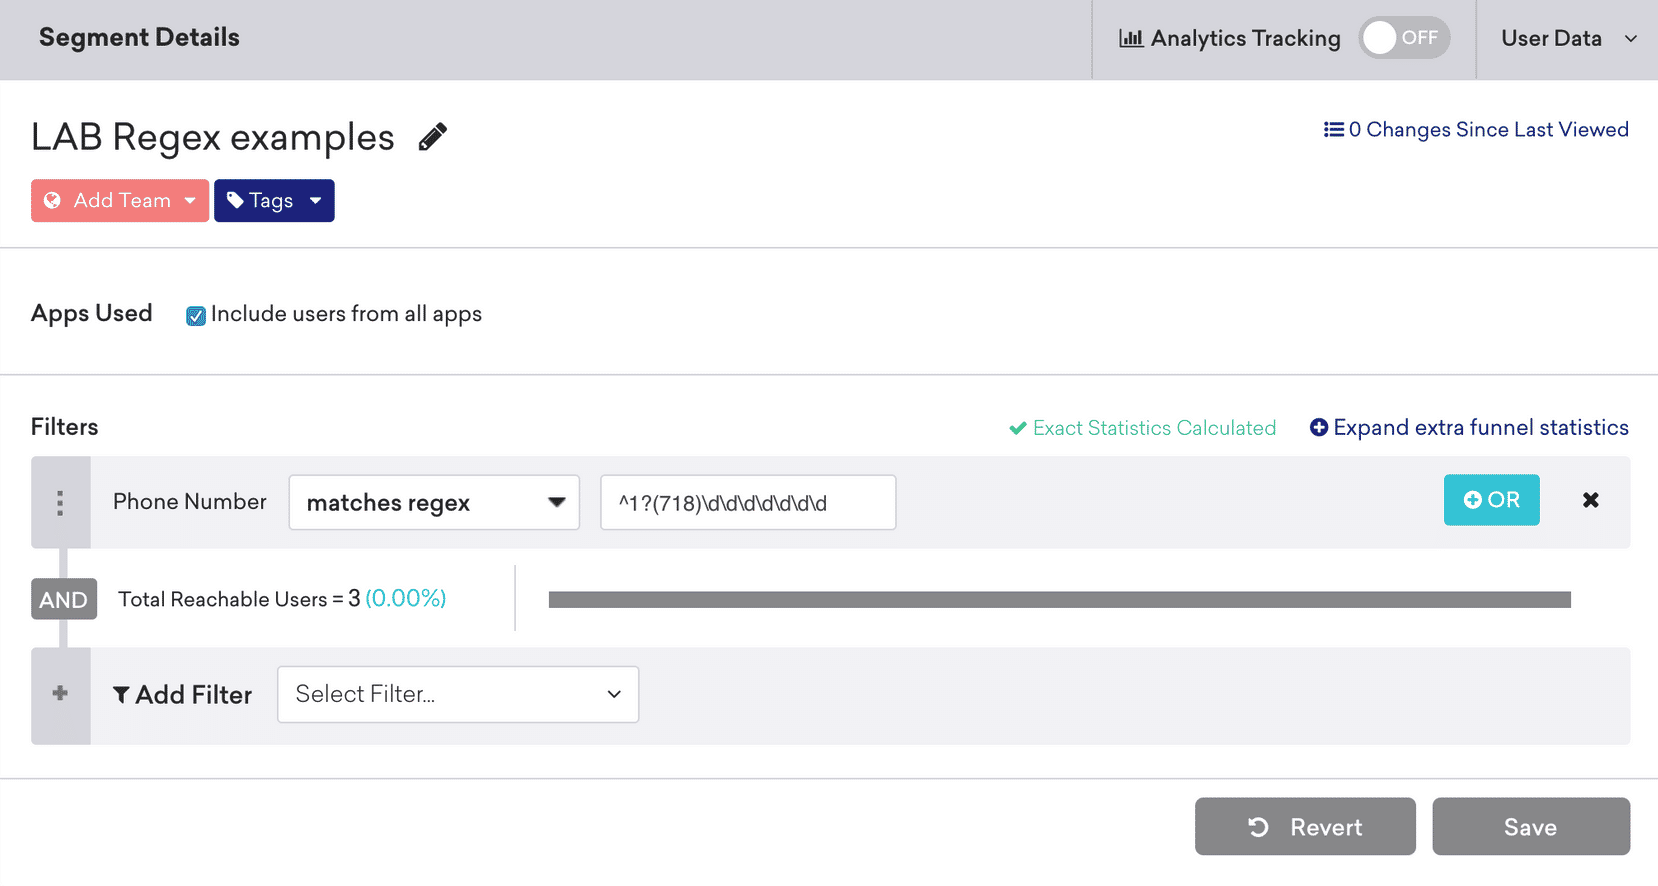 Segment Details
Analytics Tracking OFF
User Data
LAB Regex examples
0 Changes Since Last Viewed
Add Team
Tags
Apps Used
Include users from all apps
Filters
Exact Statistics Calculated
Expand extra funnel statistics
Phone Number
matches regex
^1?(718)\d\d\d\d\d\d\d
OR
AND
Total Reachable Users = 3 (0.00%)
Add Filter
Select Filter...
Revert
Save